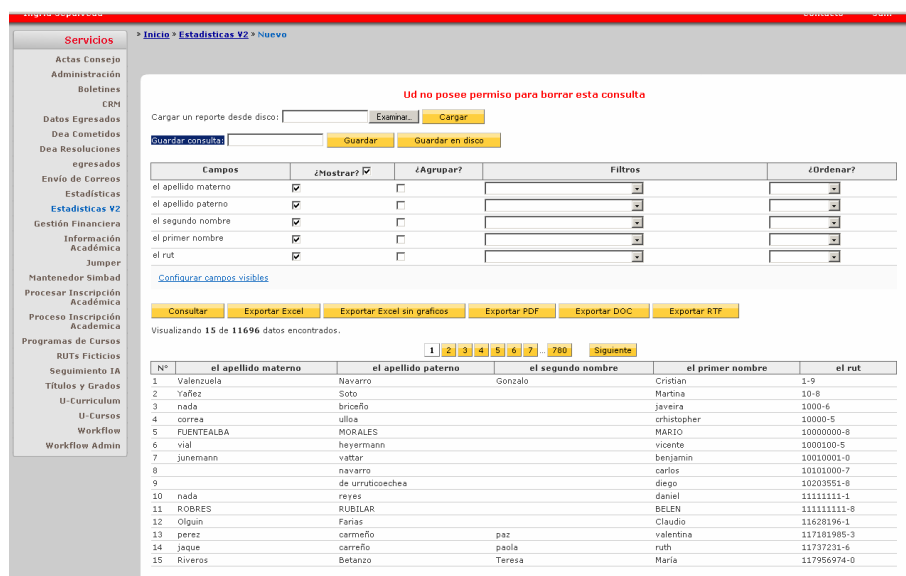 Ingrid Sepulveda Contacto Salir
Servicios
» Inicio » Estadisticas V2 » Nuevo
Actas Consejo
Administración
Boletines
CRM
Datos Egresados
Dea Cometidos
Dea Resoluciones
egresados
Envío de Correos
Estadísticas
Estadisticas V2
Gestión Financiera
Información
Académica
Jumper
Mantenedor Simbad
Procesar Inscripción
Académica
Proceso Inscripción
Academica
Programas de Cursos
RUTs Ficticios
Seguimiento IA
Títulos y Grados
U-Curriculum
U-Cursos
Workflow
Workflow Admin
Ud no posee permiso para borrar esta consulta
Cargar un reporte desde disco: Examinar... Cargar
Guardar consulta: Guardar Guardar en disco
Campos ¿Mostrar? ¿Agrupar? Filtros ¿Ordenar?
el apellido materno
el apellido paterno
el segundo nombre
el primer nombre
el rut
Configurar campos visibles
Consultar Exportar Excel Exportar Excel sin graficos Exportar PDF Exportar DOC Exportar RTF
Visualizando 15 de 11696 datos encontrados.
1 2 3 4 5 6 7 ... 780 Siguiente
Nº el apellido materno el apellido paterno el segundo nombre el primer nombre el rut
1 Valenzuela Navarro Gonzalo Cristian 1-9
2 Yañez Soto Martina 10-8
3 nada briceño javeira 1000-6
4 correa ulloa crhistopher 10000-5
5 FUENTEALBA MORALES MARIO 10000000-8
6 vial heyermann vicente 1000100-5
7 junemann vattar benjamin 10010001-0
8 navarro carlos 10101000-7
9 de urruticoechea diego 10203551-8
10 nada reyes daniel 11111111-1
11 ROBRES RUBILAR BELEN 111111111-8
12 Olguin Farias Claudio 11628196-1
13 perez carmeño paz valentina 117181985-3
14 jaque carreño paola ruth 11737231-6
15 Riveros Betanzo Teresa María 117956974-0